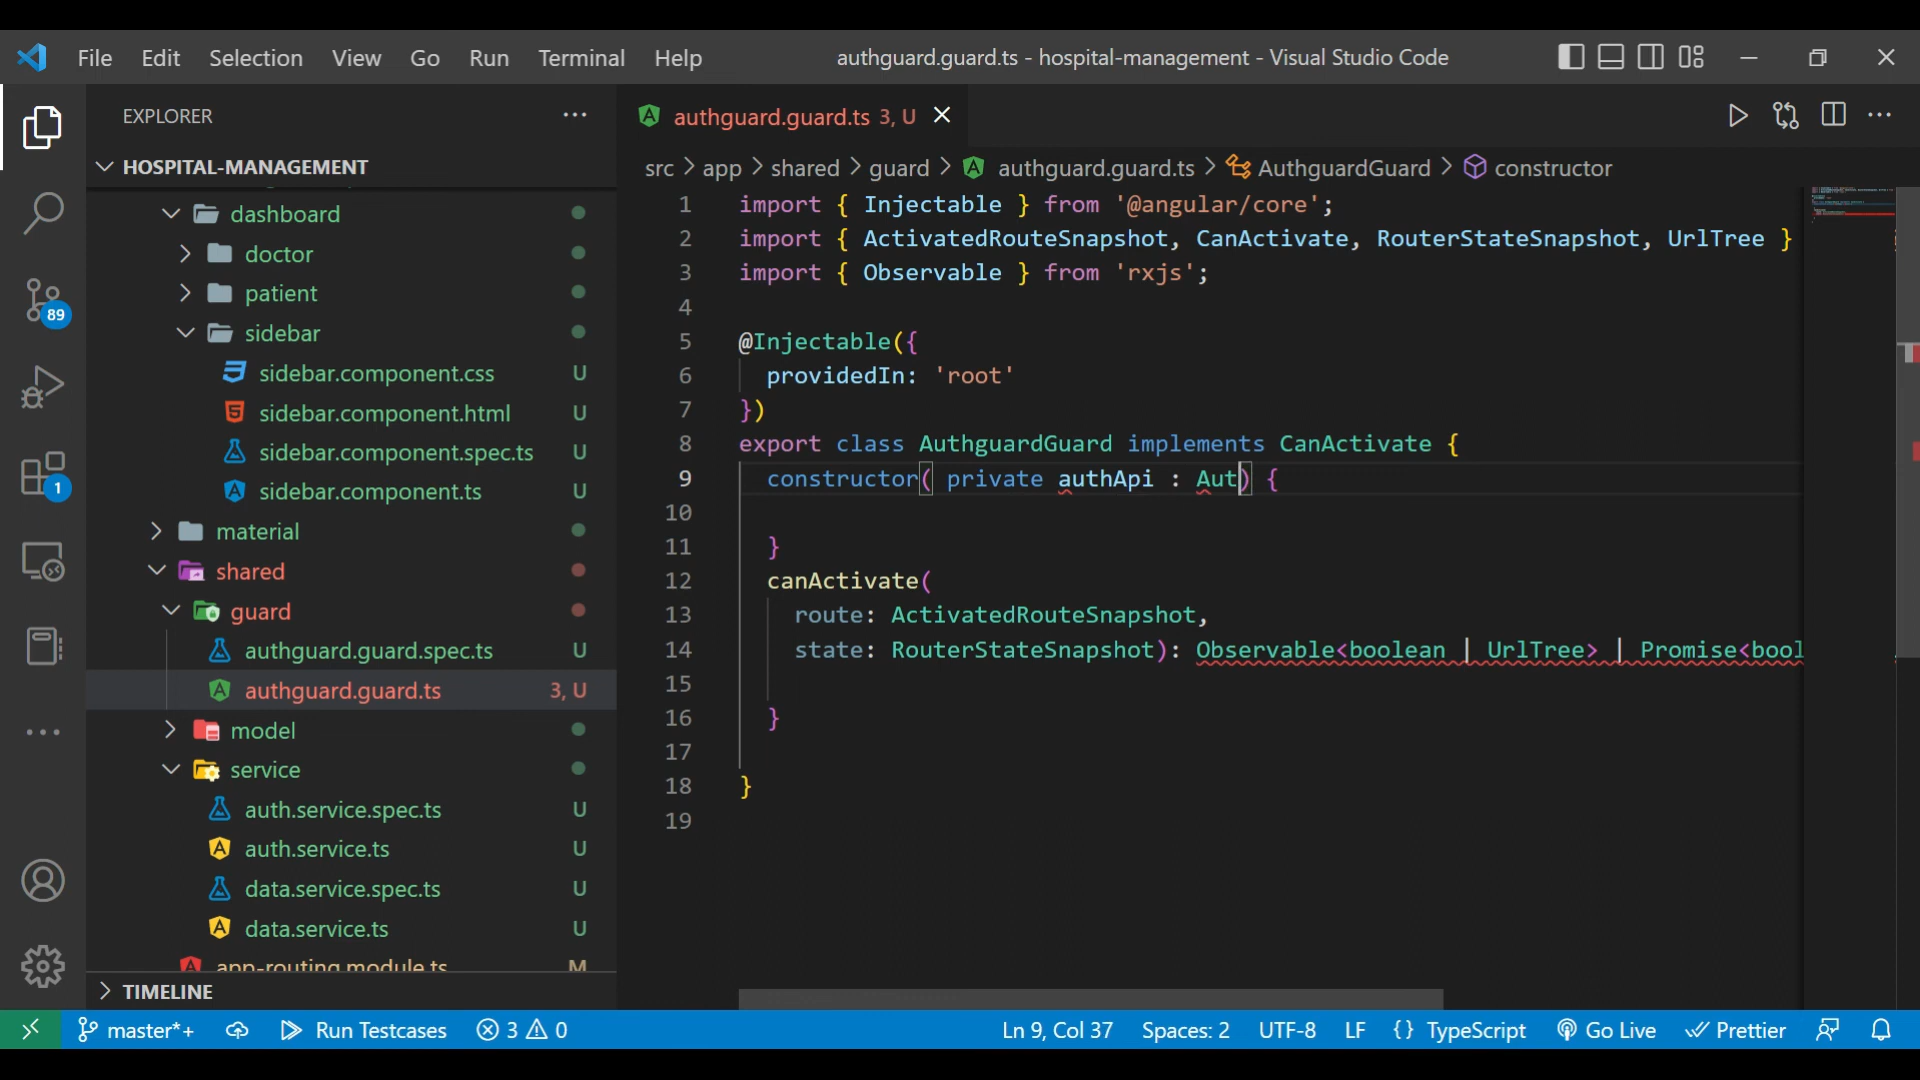 File Edit Selection View Go Run Terminal Help authguard.guard.ts - hospital-management - Visual Studio Code
EXPLORER
authguard.guard.ts 3, U
HOSPITAL-MANAGEMENT
src > app > shared > guard > authguard.guard.ts > AuthguardGuard > constructor
dashboard
doctor
patient
sidebar
sidebar.component.css U
sidebar.component.html U
sidebar.component.spec.ts U
sidebar.component.ts U
material
shared
guard
authguard.guard.spec.ts U
authguard.guard.ts 3, U
model
service
auth.service.spec.ts U
auth.service.ts U
data.service.spec.ts U
data.service.ts U
app-routing.module.ts M
TIMELINE
89
1
1 import { Injectable } from '@angular/core';
2 import { ActivatedRouteSnapshot, CanActivate, RouterStateSnapshot, UrlTree }
3 import { Observable } from 'rxjs';
4
5 @Injectable({
6 providedIn: 'root'
7 })
8 export class AuthguardGuard implements CanActivate {
9 constructor( private authApi : Aut) {
10
11 }
12 canActivate(
13 route: ActivatedRouteSnapshot,
14 state: RouterStateSnapshot): Observable<boolean | UrlTree> | Promise<bool
15
16 }
17
18 }
19
master*+ Run Testcases 3 0 Ln 9, Col 37 Spaces: 2 UTF-8 LF {} TypeScript Go Live Prettier